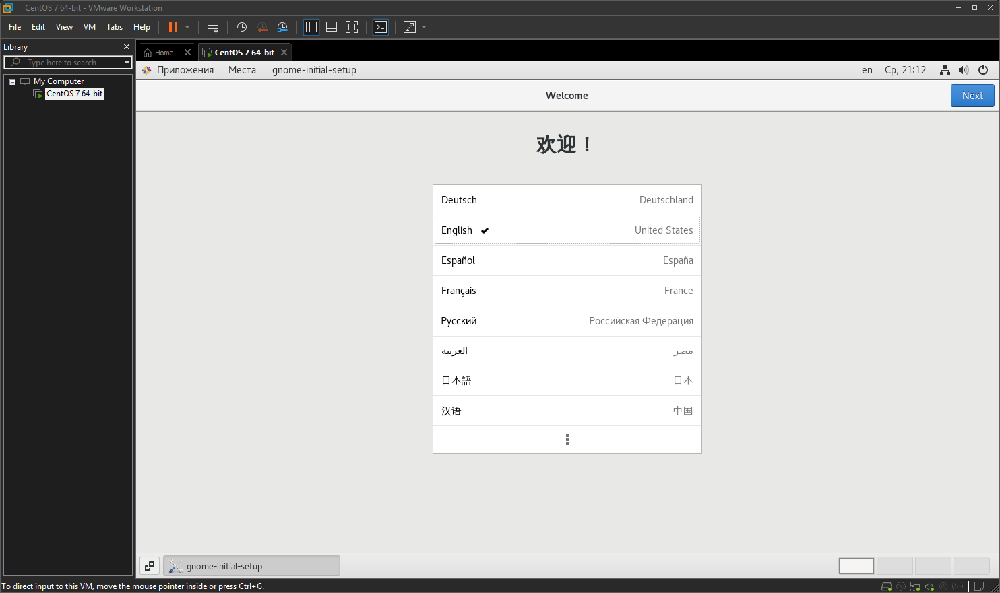 CentOS 7 64-bit - VMware Workstation
File Edit View VM Tabs Help
Library
Type here to search
My Computer
CentOS 7 64-bit
Home CentOS 7 64-bit
Приложения Места gnome-initial-setup en Ср, 21:12
Welcome Next
欢迎！
Deutsch Deutschland
English United States
Español España
Français France
Русский Российская Федерация
العربية مصر
日本語 日本
汉语 中国
gnome-initial-setup
To direct input to this VM, move the mouse pointer inside or press Ctrl+G.